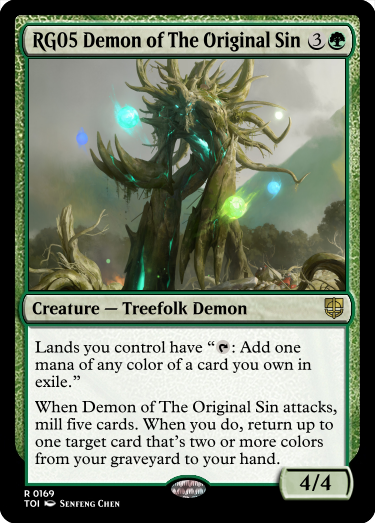 RG05 Demon of The Original Sin 3
Creature — Treefolk Demon
Lands you control have “: Add one
mana of any color of a card you own in
exile.”
When Demon of The Original Sin attacks,
mill five cards. When you do, return up to
one target card that’s two or more colors
from your graveyard to your hand.
4/4
R 0169
TOI Senfeng Chen